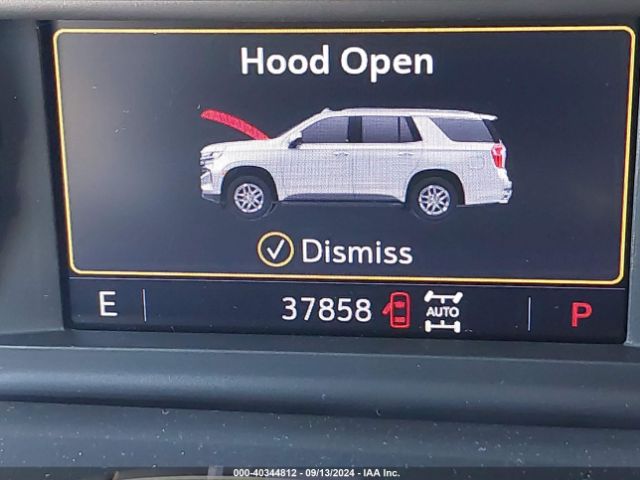 Hood Open
Dismiss
E 37858 AUTO P
000-40344812 - 09/13/2024 - IAA Inc.